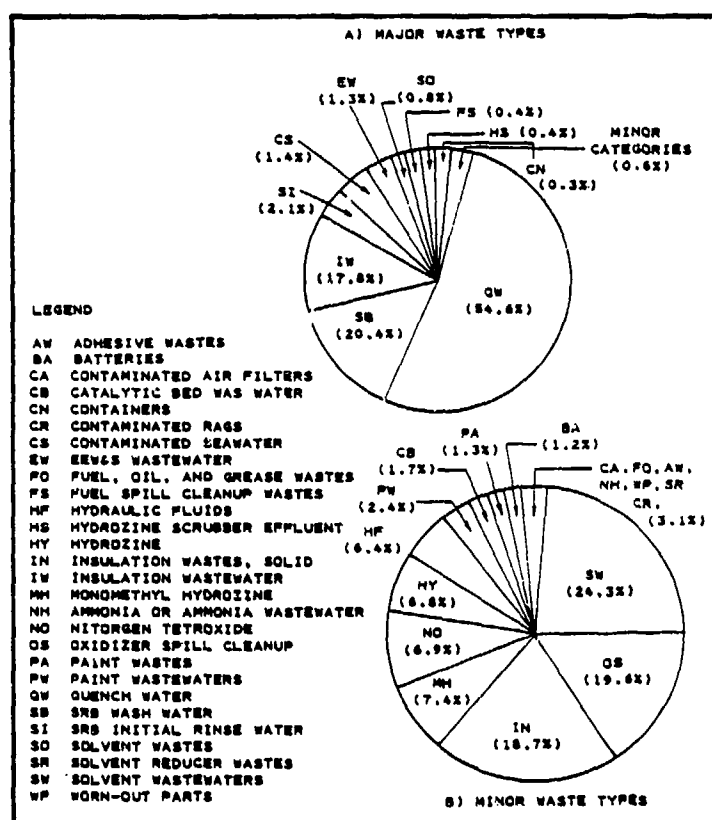 A) MAJOR WASTE TYPES
EW
(1.3%)
SO
(0.8%)
FS (0.4%)
HS (0.4%)
MINOR
CATEGORIES
(0.6%)
CN
(0.3%)
CS
(1.4%)
SI
(2.1%)
IW
(17.8%)
SB
(20.4%)
QW
(54.6%)
LEGEND
AW ADHESIVE WASTES
BA BATTERIES
CA CONTAMINATED AIR FILTERS
CB CATALYTIC BED WAS WATER
CN CONTAINERS
CR CONTAMINATED RAGS
CS CONTAMINATED SEAWATER
EW EEW&S WASTEWATER
FO FUEL, OIL, AND GREASE WASTES
FS FUEL SPILL CLEANUP WASTES
HF HYDRAULIC FLUIDS
HS HYDROZINE SCRUBBER EFFLUENT
HY HYDROZINE
IN INSULATION WASTES, SOLID
IW INSULATION WASTEWATER
MH MONOMETHYL HYDROZINE
NH AMMONIA OR AMMONIA WASTEWATER
NO NITORGEN TETROXIDE
OS OXIDIZER SPILL CLEANUP
PA PAINT WASTES
PW PAINT WASTEWATERS
QW QUENCH WATER
SB SRB WASH WATER
SI SRB INITIAL RINSE WATER
SO SOLVENT WASTES
SR SOLVENT REDUCER WASTES
SW SOLVENT WASTEWATERS
WP WORN-OUT PARTS
BA
(1.2%)
PA
(1.3%)
CB
(1.7%)
PW
(2.4%)
HF
(6.4%)
CA, FO, AW,
NH, WP, SR
CR,
(3.1%)
SW
(24.3%)
HY
(6.8%)
NO
(6.9%)
OS
(19.6%)
MH
(7.4%)
IN
(18.7%)
B) MINOR WASTE TYPES